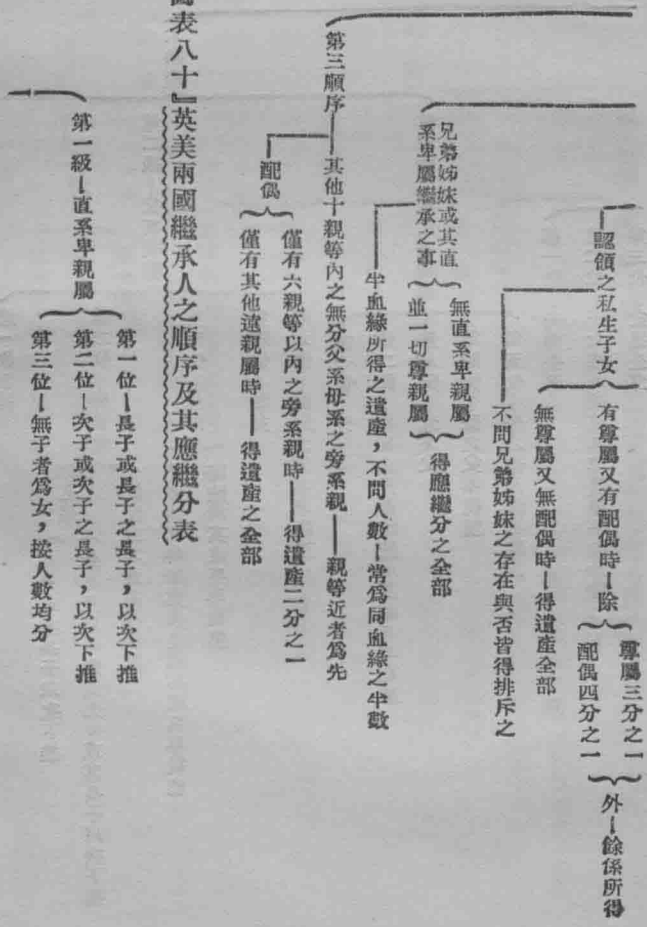 認領之私生子女
有尊屬又有配偶時—除
尊屬三分之一
配偶四分之一
外—餘係所得
無尊屬又無配偶時—得遺產全部
不問兄弟姊妹之存在與否皆得排斥之
兄弟姊妹或其直
系卑屬繼承之事
無直系卑親屬
並一切尊親屬
得應繼分之全部
半血緣所得之遺產，不問人數—常爲同血緣之半數
第三順序
其他十親等內之無分父系母系之旁系親——親等近者爲先
配偶
僅有六親等以內之旁系親時——得遺產二分之一
僅有其他遠親屬時——得遺產之全部
表八十』英美兩國繼承人之順序及其應繼分表
第一級—直系卑親屬
第一位—長子或長子之長子，以次下推
第二位—次子或次子之長子，以次下推
第三位—無子者爲女，按人數均分